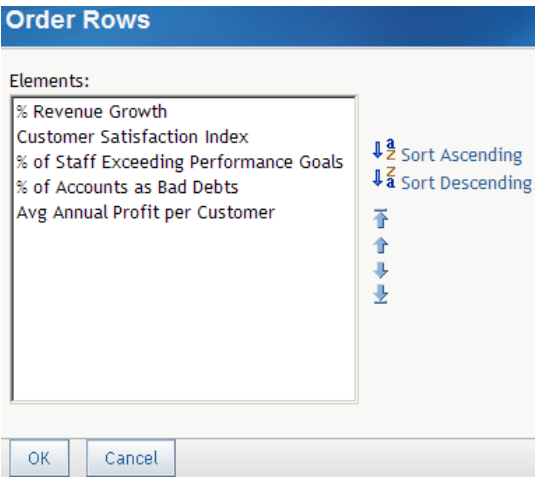 Order Rows
Elements:
% Revenue Growth
Customer Satisfaction Index
% of Staff Exceeding Performance Goals
% of Accounts as Bad Debts
Avg Annual Profit per Customer
a z Sort Ascending
z a Sort Descending
OK Cancel